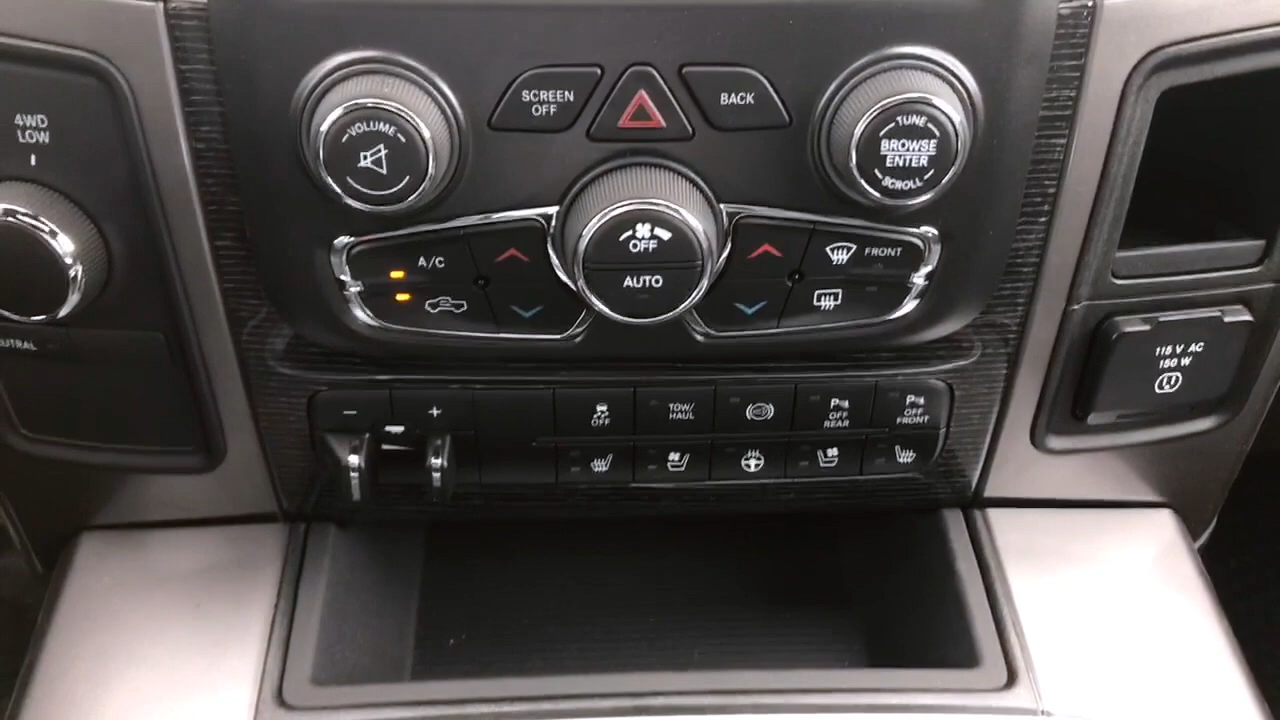 4WD
LOW
UTRAL
VOLUME
SCREEN
OFF
BACK
TUNE
BROWSE
ENTER
SCROLL
OFF
AUTO
A/C
FRONT
115 V AC
150 W
− +
OFF
TOW/
HAUL
P
OFF
REAR
P
OFF
FRONT